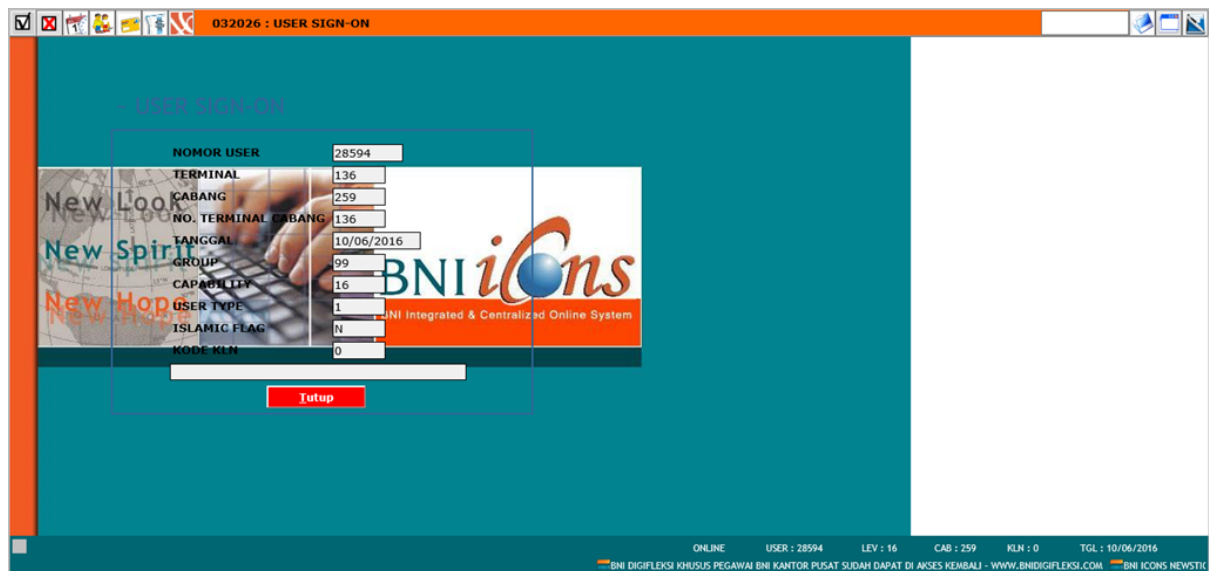 032026 : USER SIGN-ON
- USER SIGN-ON
NOMOR USER 28594
TERMINAL 136
CABANG 259
NO. TERMINAL CABANG 136
TANGGAL 10/06/2016
GROUP 99
CAPABILITY 16
USER TYPE 1
ISLAMIC FLAG N
KODE KLN 0
Tutup
New Look
New Spirit
New Hope
BNI icons
BNI Integrated & Centralized Online System
ONLINE USER : 28594 LEV : 16 CAB : 259 KLN : 0 TGL : 10/06/2016
BNI DIGIFLEKSI KHUSUS PEGAWAI BNI KANTOR PUSAT SUDAH DAPAT DI AKSES KEMBALI - WWW.BNIDIGIFLEKSI.COM BNI ICONS NEWSTIC